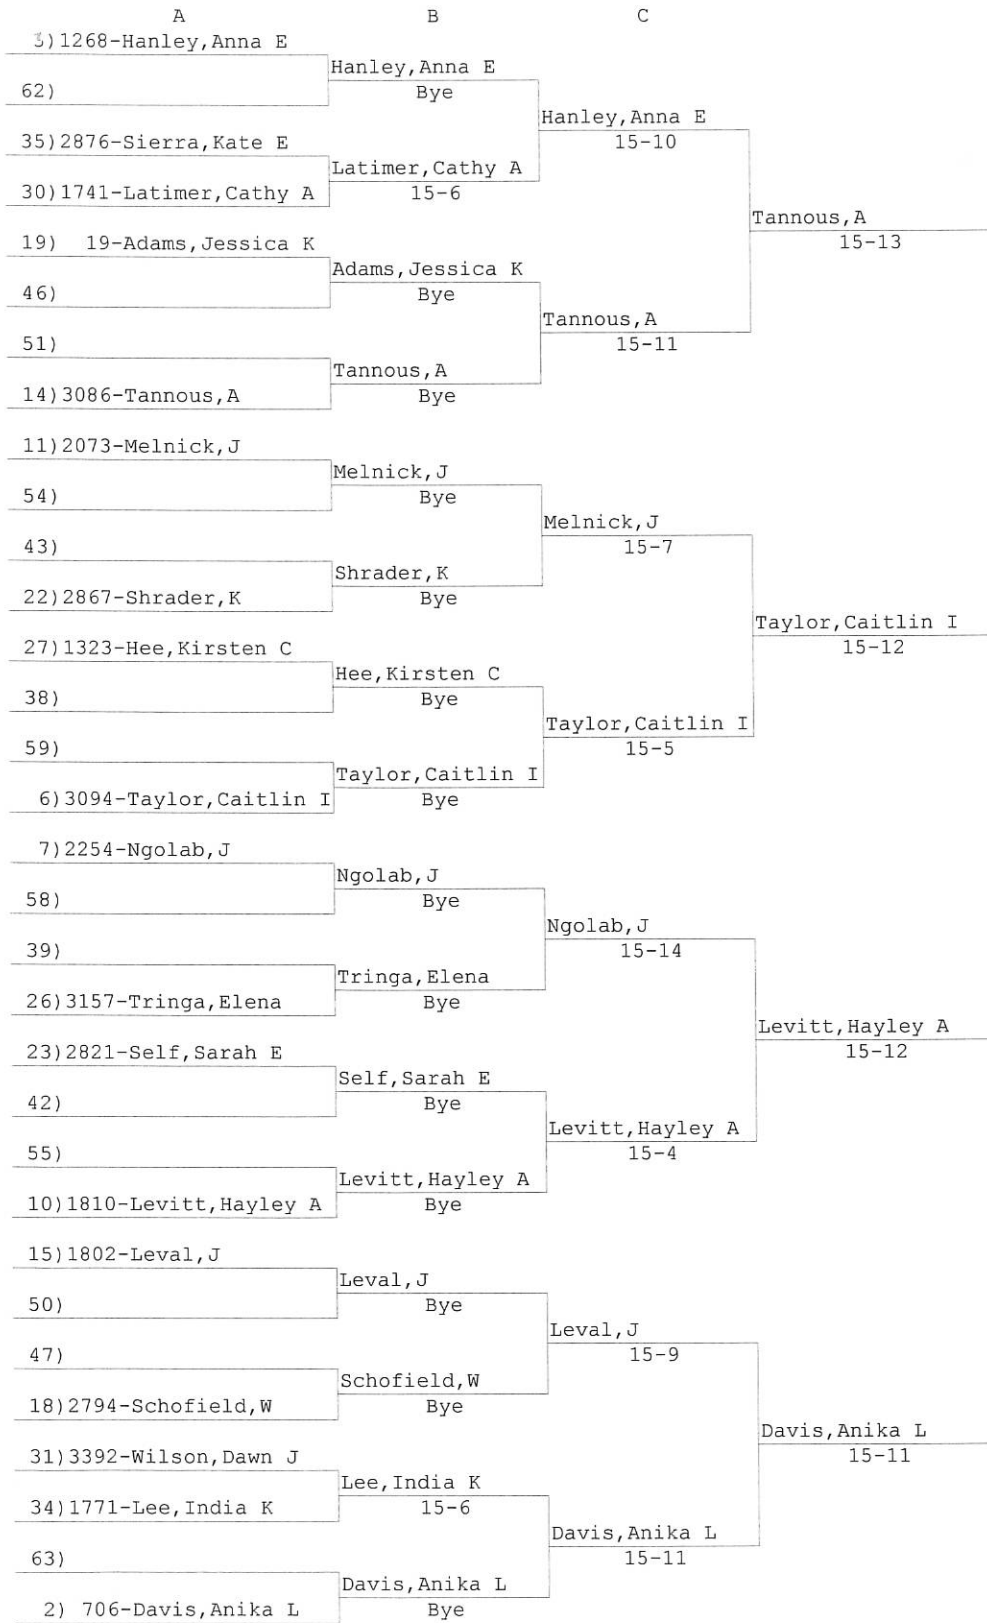 A B C
3)1268-Hanley,Anna E
Hanley,Anna E
62) Bye
Hanley,Anna E
35)2876-Sierra,Kate E 15-10
Latimer,Cathy A
30)1741-Latimer,Cathy A 15-6
Tannous,A
19) 19-Adams,Jessica K 15-13
Adams,Jessica K
46) Bye
Tannous,A
51) 15-11
Tannous,A
14)3086-Tannous,A Bye
11)2073-Melnick,J
Melnick,J
54) Bye
Melnick,J
43) 15-7
Shrader,K
22)2867-Shrader,K Bye
Taylor,Caitlin I
27)1323-Hee,Kirsten C 15-12
Hee,Kirsten C
38) Bye
Taylor,Caitlin I
59) 15-5
Taylor,Caitlin I
6)3094-Taylor,Caitlin I Bye
7)2254-Ngolab,J
Ngolab,J
58) Bye
Ngolab,J
39) 15-14
Tringa,Elena
26)3157-Tringa,Elena Bye
Levitt,Hayley A
23)2821-Self,Sarah E 15-12
Self,Sarah E
42) Bye
Levitt,Hayley A
55) 15-4
Levitt,Hayley A
10)1810-Levitt,Hayley A Bye
15)1802-Leval,J
Leval,J
50) Bye
Leval,J
47) 15-9
Schofield,W
18)2794-Schofield,W Bye
Davis,Anika L
31)3392-Wilson,Dawn J 15-11
Lee,India K
34)1771-Lee,India K 15-6
Davis,Anika L
63) 15-11
Davis,Anika L
2) 706-Davis,Anika L Bye